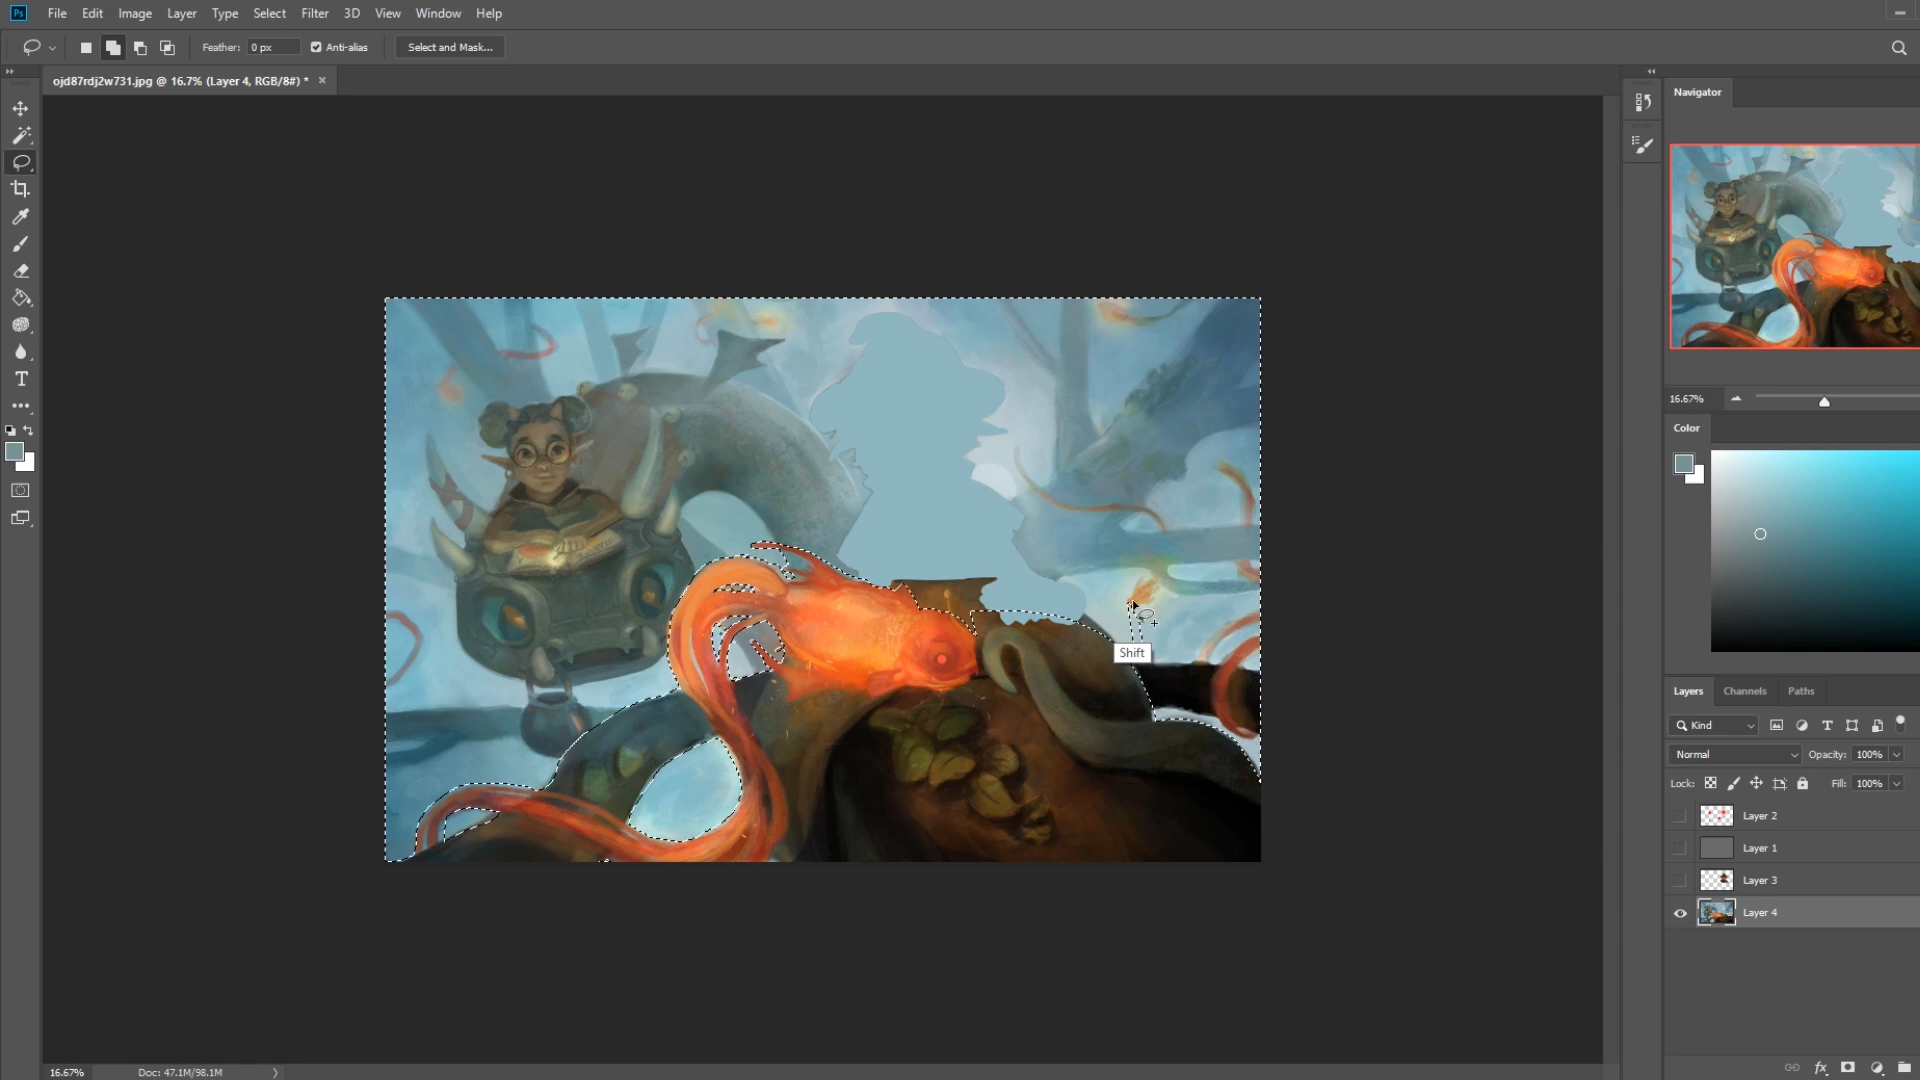 Ps File Edit Image Layer Type Select Filter 3D View Window Help
Feather: 0 px Anti-alias Select and Mask...
ojd87rdj2w731.jpg @ 16.7% (Layer 4, RGB/8#) * ×
Navigator
16.67%
Color
Shift
Layers Channels Paths
Kind
Normal Opacity: 100%
Lock: Fill: 100%
Layer 2
Layer 1
Layer 3
Layer 4
fx
16.67% Doc: 47.1M/98.1M